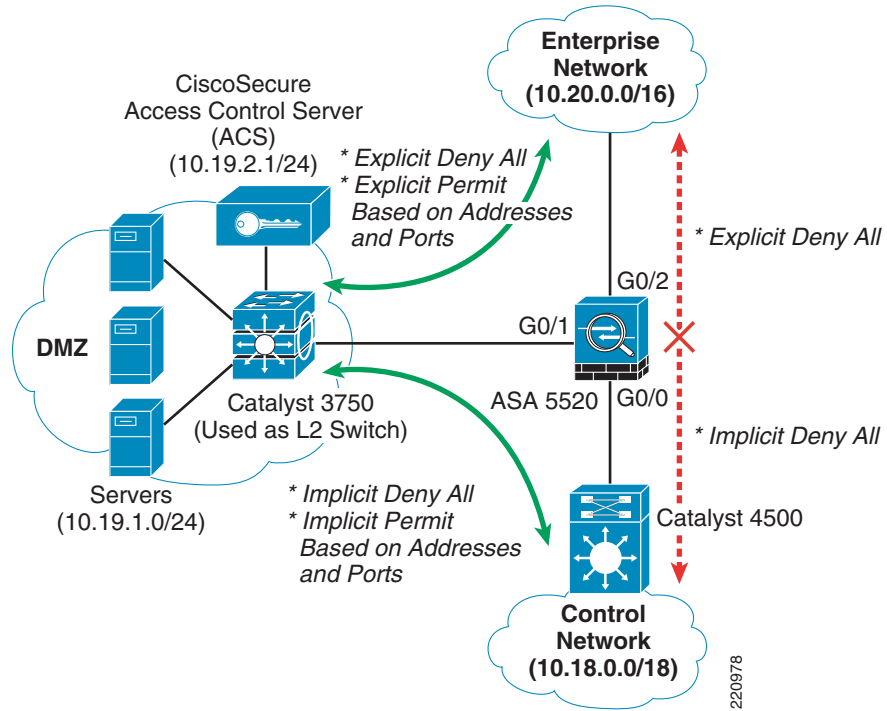 Enterprise
Network
(10.20.0.0/16)
CiscoSecure
Access Control Server
(ACS)
(10.19.2.1/24)
* Explicit Deny All
* Explicit Permit
Based on Addresses
and Ports
* Explicit Deny All
G0/2
G0/1
DMZ
ASA 5520
G0/0
Catalyst 3750
(Used as L2 Switch)
* Implicit Deny All
Servers
(10.19.1.0/24)
* Implicit Deny All
* Implicit Permit
Based on Addresses
and Ports
Catalyst 4500
Control
Network
(10.18.0.0/18)
220978